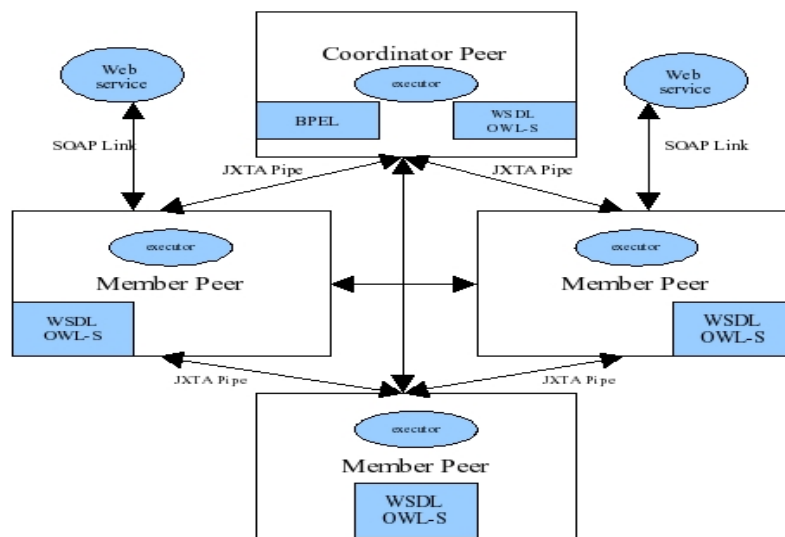 Coordinator Peer
executor
BPEL
WSDL
OWL-S
Web
service
Web
service
SOAP Link
SOAP Link
JXTA Pipe
JXTA Pipe
executor
Member Peer
WSDL
OWL-S
executor
Member Peer
WSDL
OWL-S
JXTA Pipe
JXTA Pipe
executor
Member Peer
WSDL
OWL-S